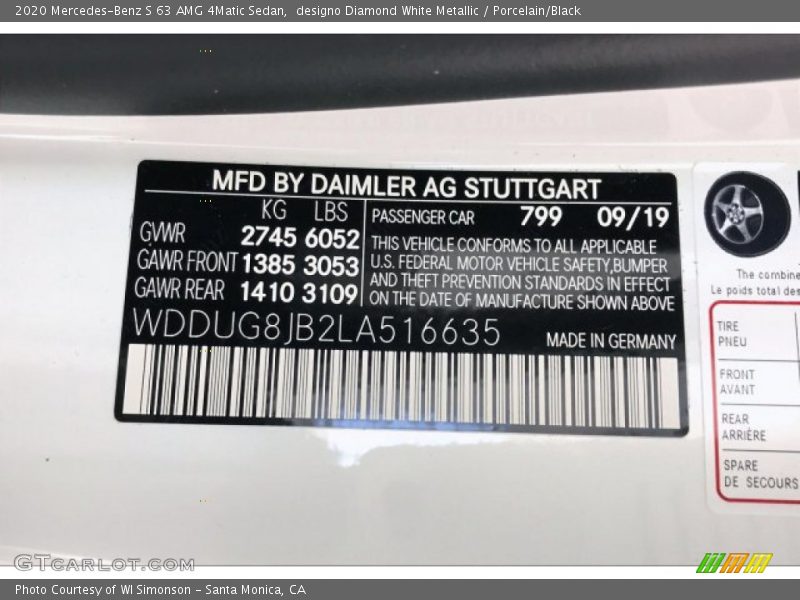 2020 Mercedes-Benz S 63 AMG 4Matic Sedan,  designo Diamond White Metallic / Porcelain/Black
MFD BY DAIMLER AG STUTTGART
KG LBS
GVWR 2745 6052
GAWR FRONT 1385 3053
GAWR REAR 1410 3109
PASSENGER CAR 799 09/19
THIS VEHICLE CONFORMS TO ALL APPLICABLE
U.S. FEDERAL MOTOR VEHICLE SAFETY,BUMPER
AND THEFT PREVENTION STANDARDS IN EFFECT
ON THE DATE OF MANUFACTURE SHOWN ABOVE
WDDUG8JB2LA516635
MADE IN GERMANY
The combine
Le poids total des
TIRE
PNEU
FRONT
AVANT
REAR
ARRIÈRE
SPARE
DE SECOURS
GTCARLOT.COM
Photo Courtesy of WI Simonson - Santa Monica, CA